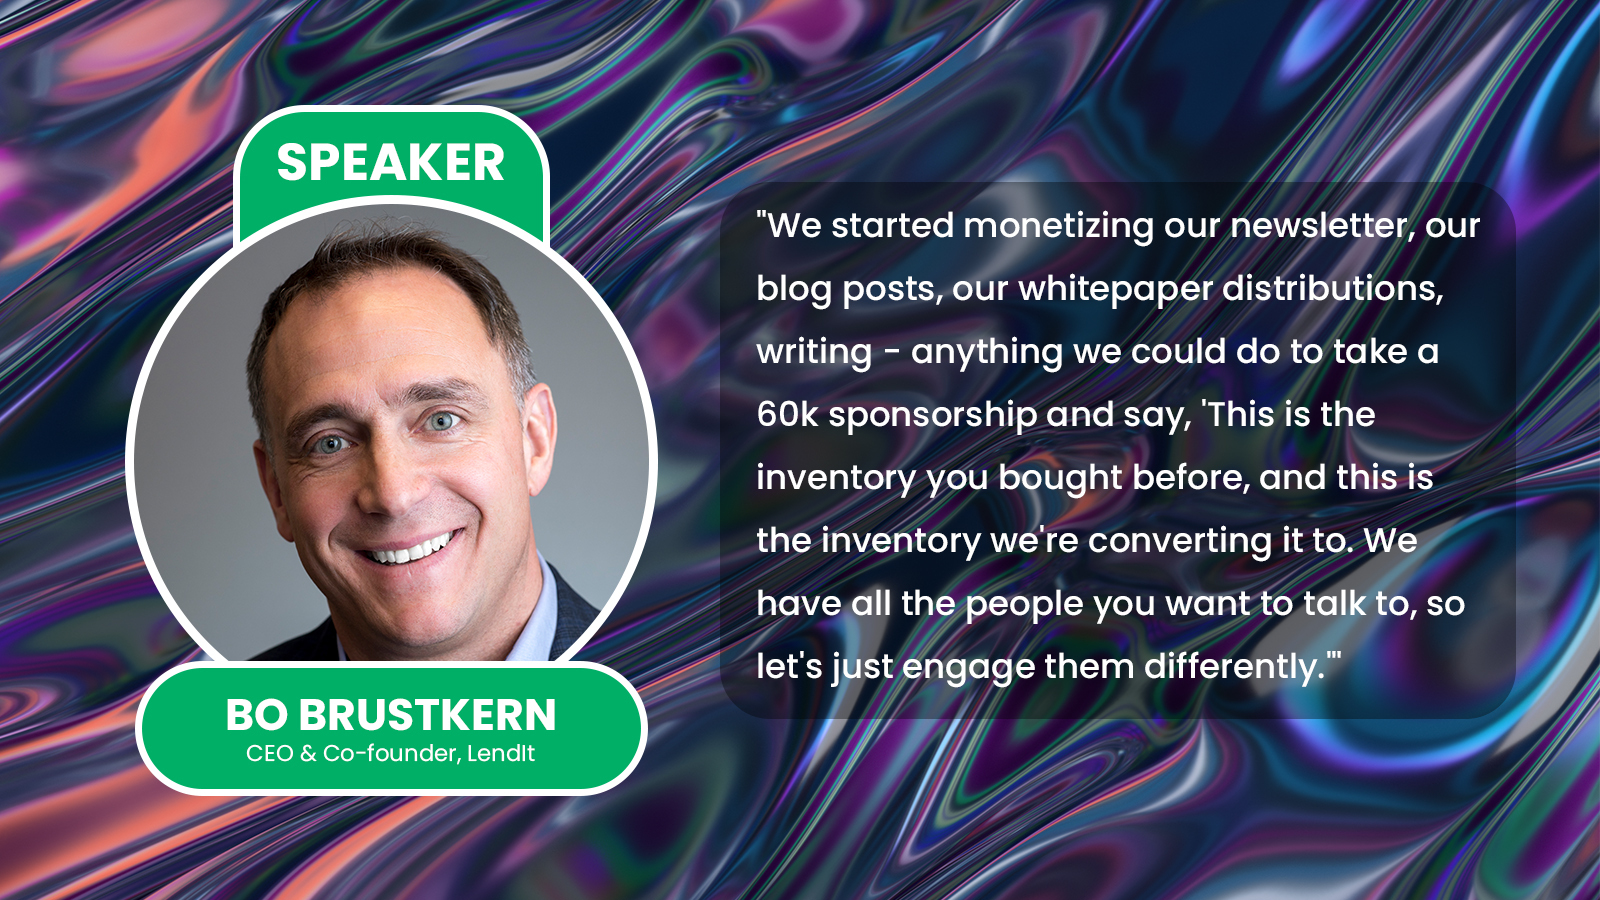 SPEAKER
BO BRUSTKERN
CEO & Co-founder, LendIt
"We started monetizing our newsletter, our
blog posts, our whitepaper distributions,
writing - anything we could do to take a
60k sponsorship and say, 'This is the
inventory you bought before, and this is
the inventory we're converting it to. We
have all the people you want to talk to, so
let's just engage them differently.'"